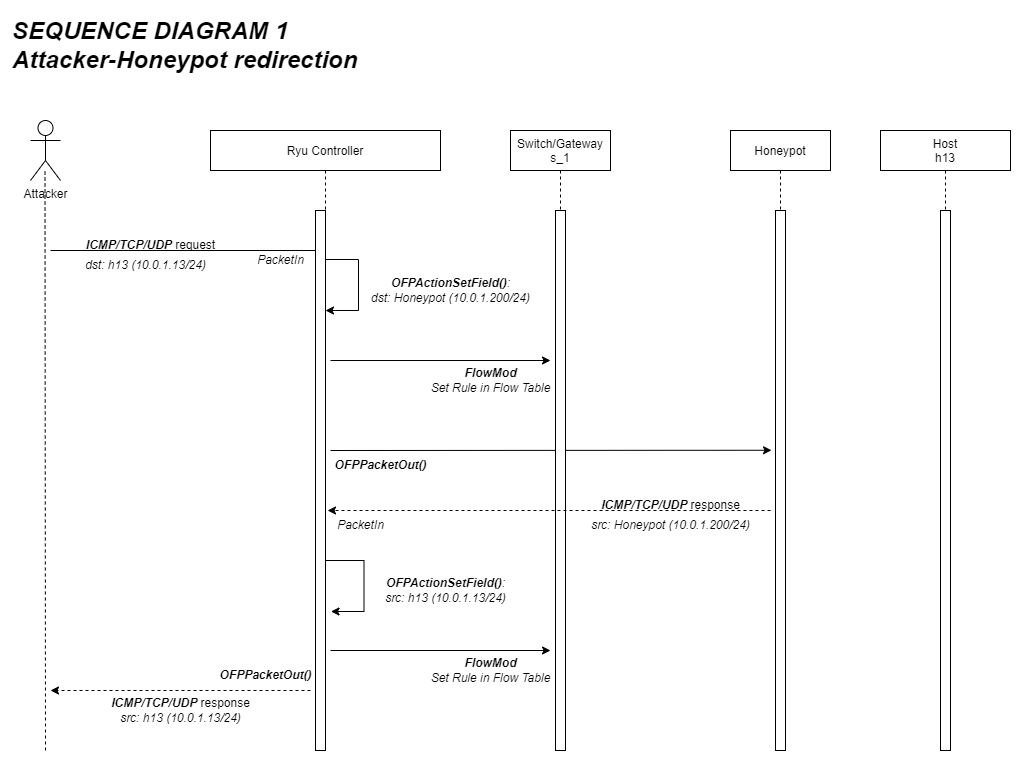 SEQUENCE DIAGRAM 1
Attacker-Honeypot redirection
Attacker
Ryu Controller
Switch/Gateway
s_1
Honeypot
Host
h13
ICMP/TCP/UDP request
dst: h13 (10.0.1.13/24)
PacketIn
OFPActionSetField():
dst: Honeypot (10.0.1.200/24)
FlowMod
Set Rule in Flow Table
OFPPacketOut()
ICMP/TCP/UDP response
src: Honeypot (10.0.1.200/24)
PacketIn
OFPActionSetField():
src: h13 (10.0.1.13/24)
FlowMod
Set Rule in Flow Table
OFPPacketOut()
ICMP/TCP/UDP response
src: h13 (10.0.1.13/24)